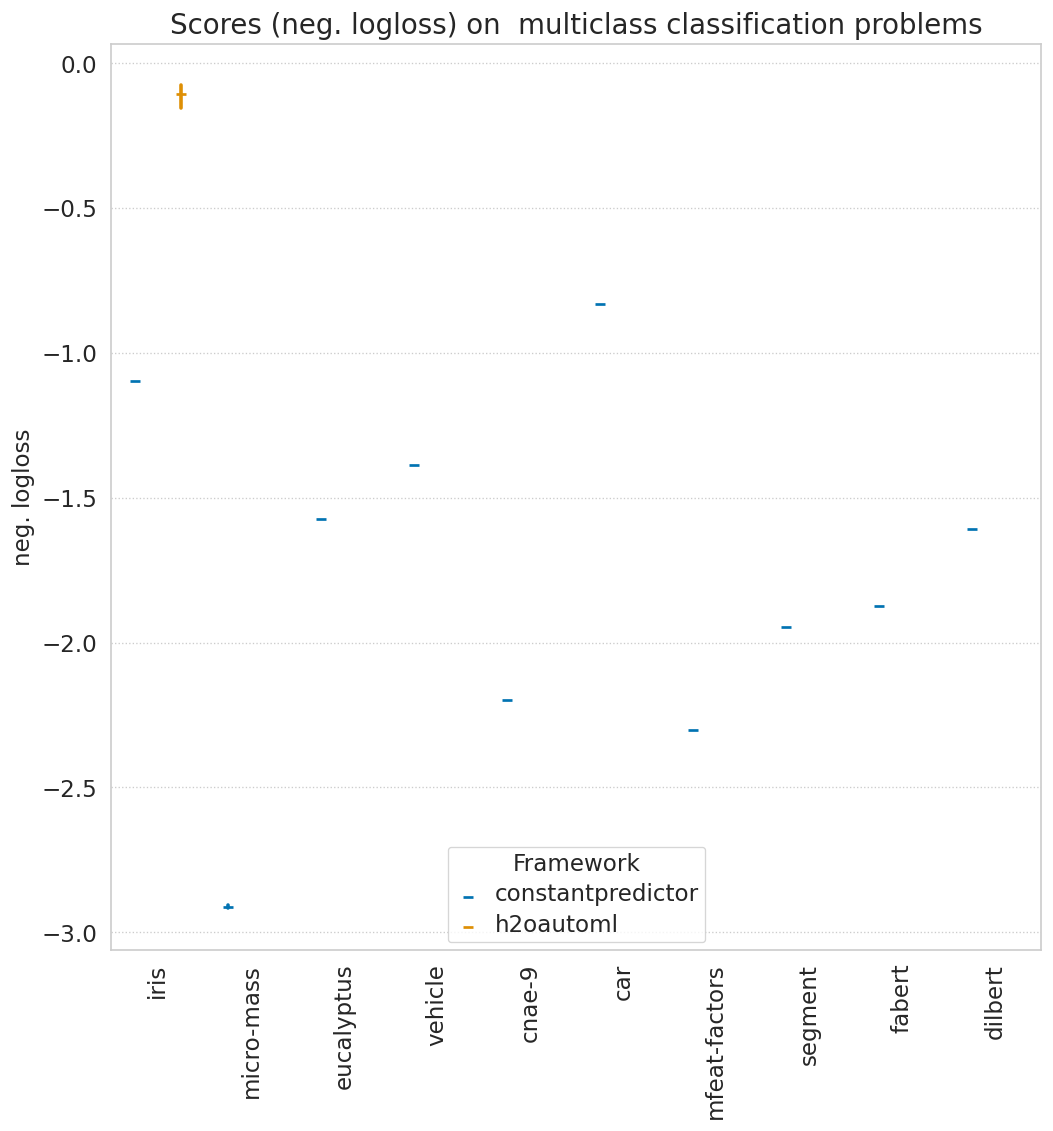 Scores (neg. logloss) on  multiclass classification problems
0.0
−0.5
−1.0
−1.5
−2.0
−2.5
−3.0
neg. logloss
Framework
constantpredictor
h2oautoml
iris
micro-mass
eucalyptus
vehicle
cnae-9
car
mfeat-factors
segment
fabert
dilbert